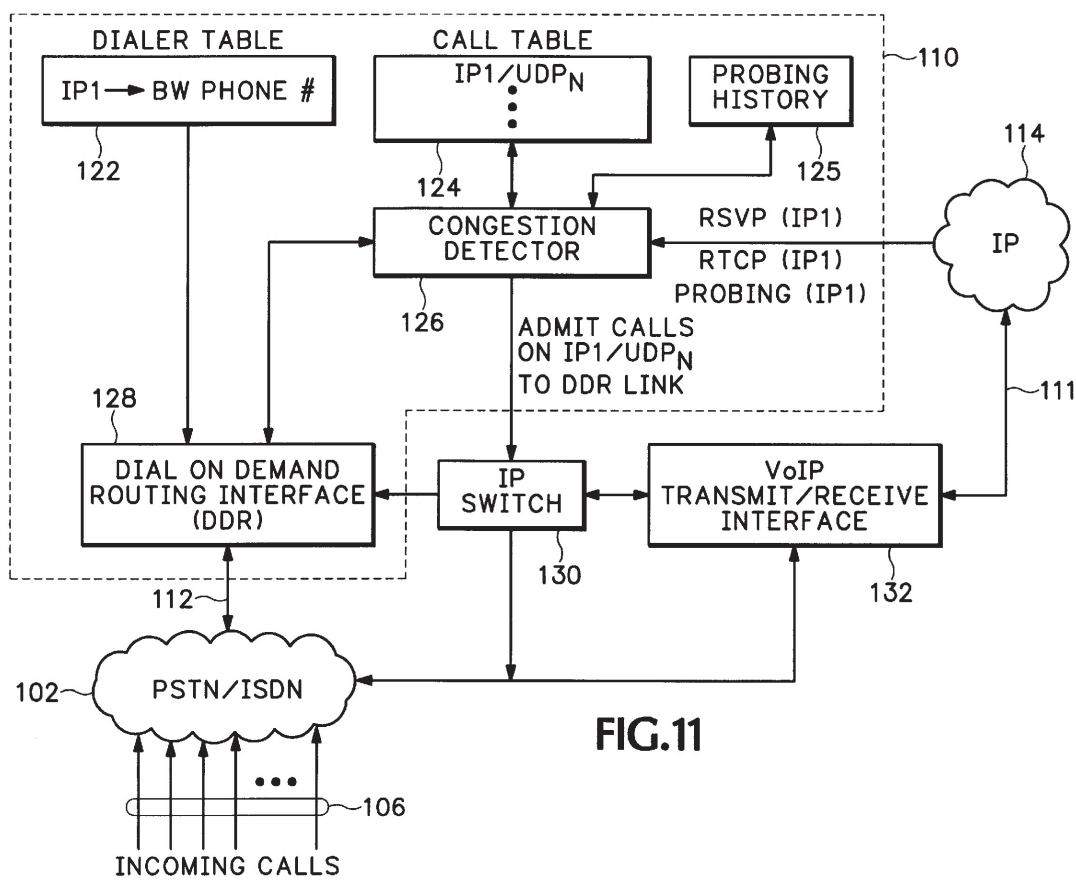 DIALER TABLE
IP1→BW PHONE #
122
CALL TABLE
IP1/UDPN
124
PROBING
HISTORY
125
110
114
IP
CONGESTION
DETECTOR
126
RSVP (IP1)
RTCP (IP1)
PROBING (IP1)
ADMIT CALLS
ON IP1/UDPN
TO DDR LINK
111
128
DIAL ON DEMAND
ROUTING INTERFACE
(DDR)
IP
SWITCH
130
VoIP
TRANSMIT/RECEIVE
INTERFACE
132
112
102
PSTN/ISDN
FIG.11
106
INCOMING CALLS